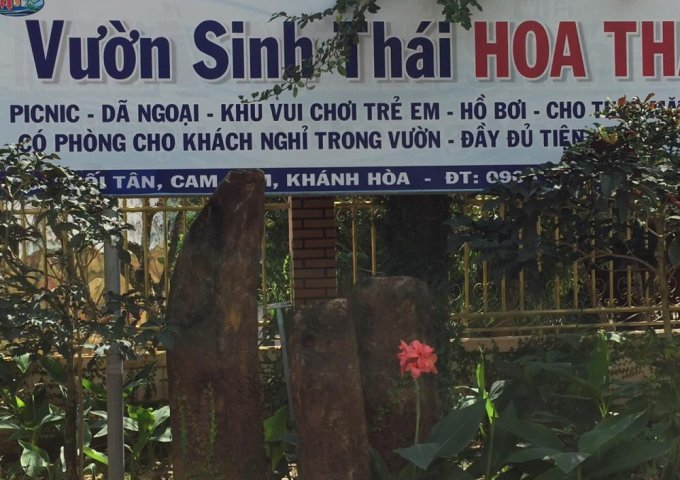 Vườn Sinh Thái HOA
PICNIC - DÃ NGOẠI - KHU VUI CHƠI TRẺ EM - HỒ BƠI - CHO
CÓ PHÒNG CHO KHÁCH NGHỈ TRONG VƯỜN - ĐẦY ĐỦ TIỆN
TÂN, CAM KHÁNH HÒA - ĐT: